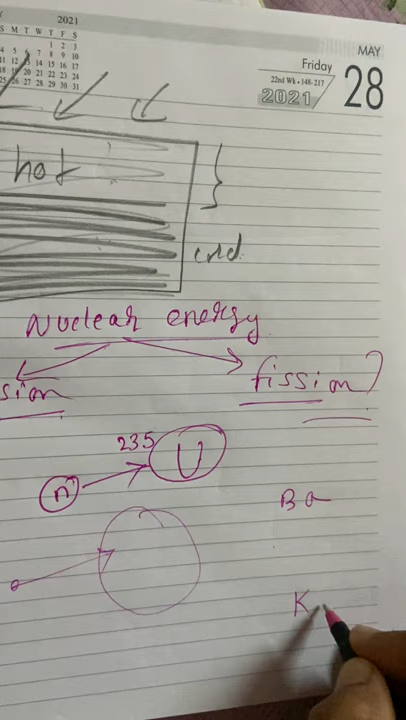 2021
S M T W T F S
1 2 3
4 5 6 7 8 9 10
11 12 13 14 15 16 17
18 19 20 21 22 23 24
25 26 27 28 29 30 31
MAY
Friday
28
22nd Wk • 148-217
2021
hot
cold
Nuclear energy
sion
fission?
235
U
n
Ba
K